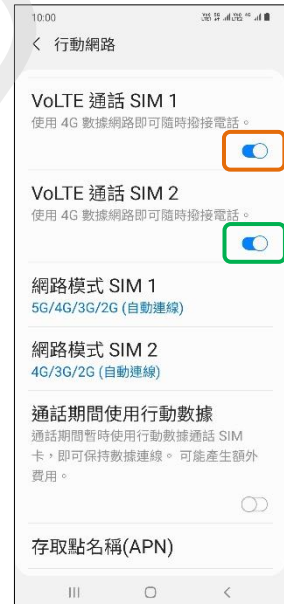 10:00
行動網路
VoLTE 通話 SIM 1
使用 4G 數據網路即可隨時撥接電話。
VoLTE 通話 SIM 2
使用 4G 數據網路即可隨時撥接電話。
網路模式 SIM 1
5G/4G/3G/2G (自動連線)
網路模式 SIM 2
4G/3G/2G (自動連線)
通話期間使用行動數據
通話期間暫時使用行動數據通話 SIM
卡，即可保持數據連線。 可能產生額外
費用。
存取點名稱(APN)